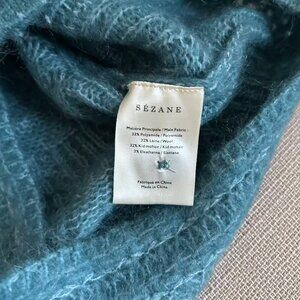 SÉZANE
Matière Principale / Main Fabric :
32% Polyamide / Polyamide
32% Laine / Wool
32% Kid mohair / Kid mohair
3% Elasthanne / Elastane
Fabriqué en Chine
Made in China